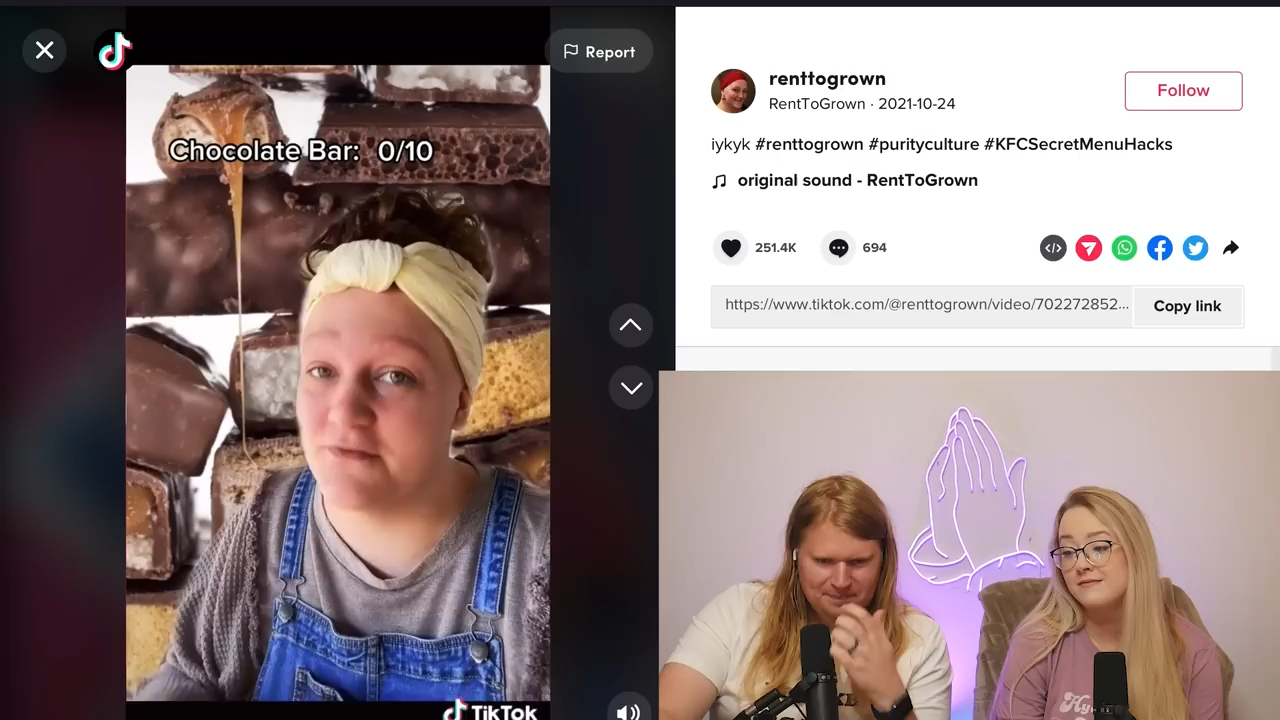 Report
Chocolate Bar: 0/10
TikTok
renttogrown
RentToGrown · 2021-10-24
Follow
iykyk #renttogrown #purityculture #KFCSecretMenuHacks
original sound - RentToGrown
251.4K
694
https://www.tiktok.com/@renttogrown/video/702272852...
Copy link